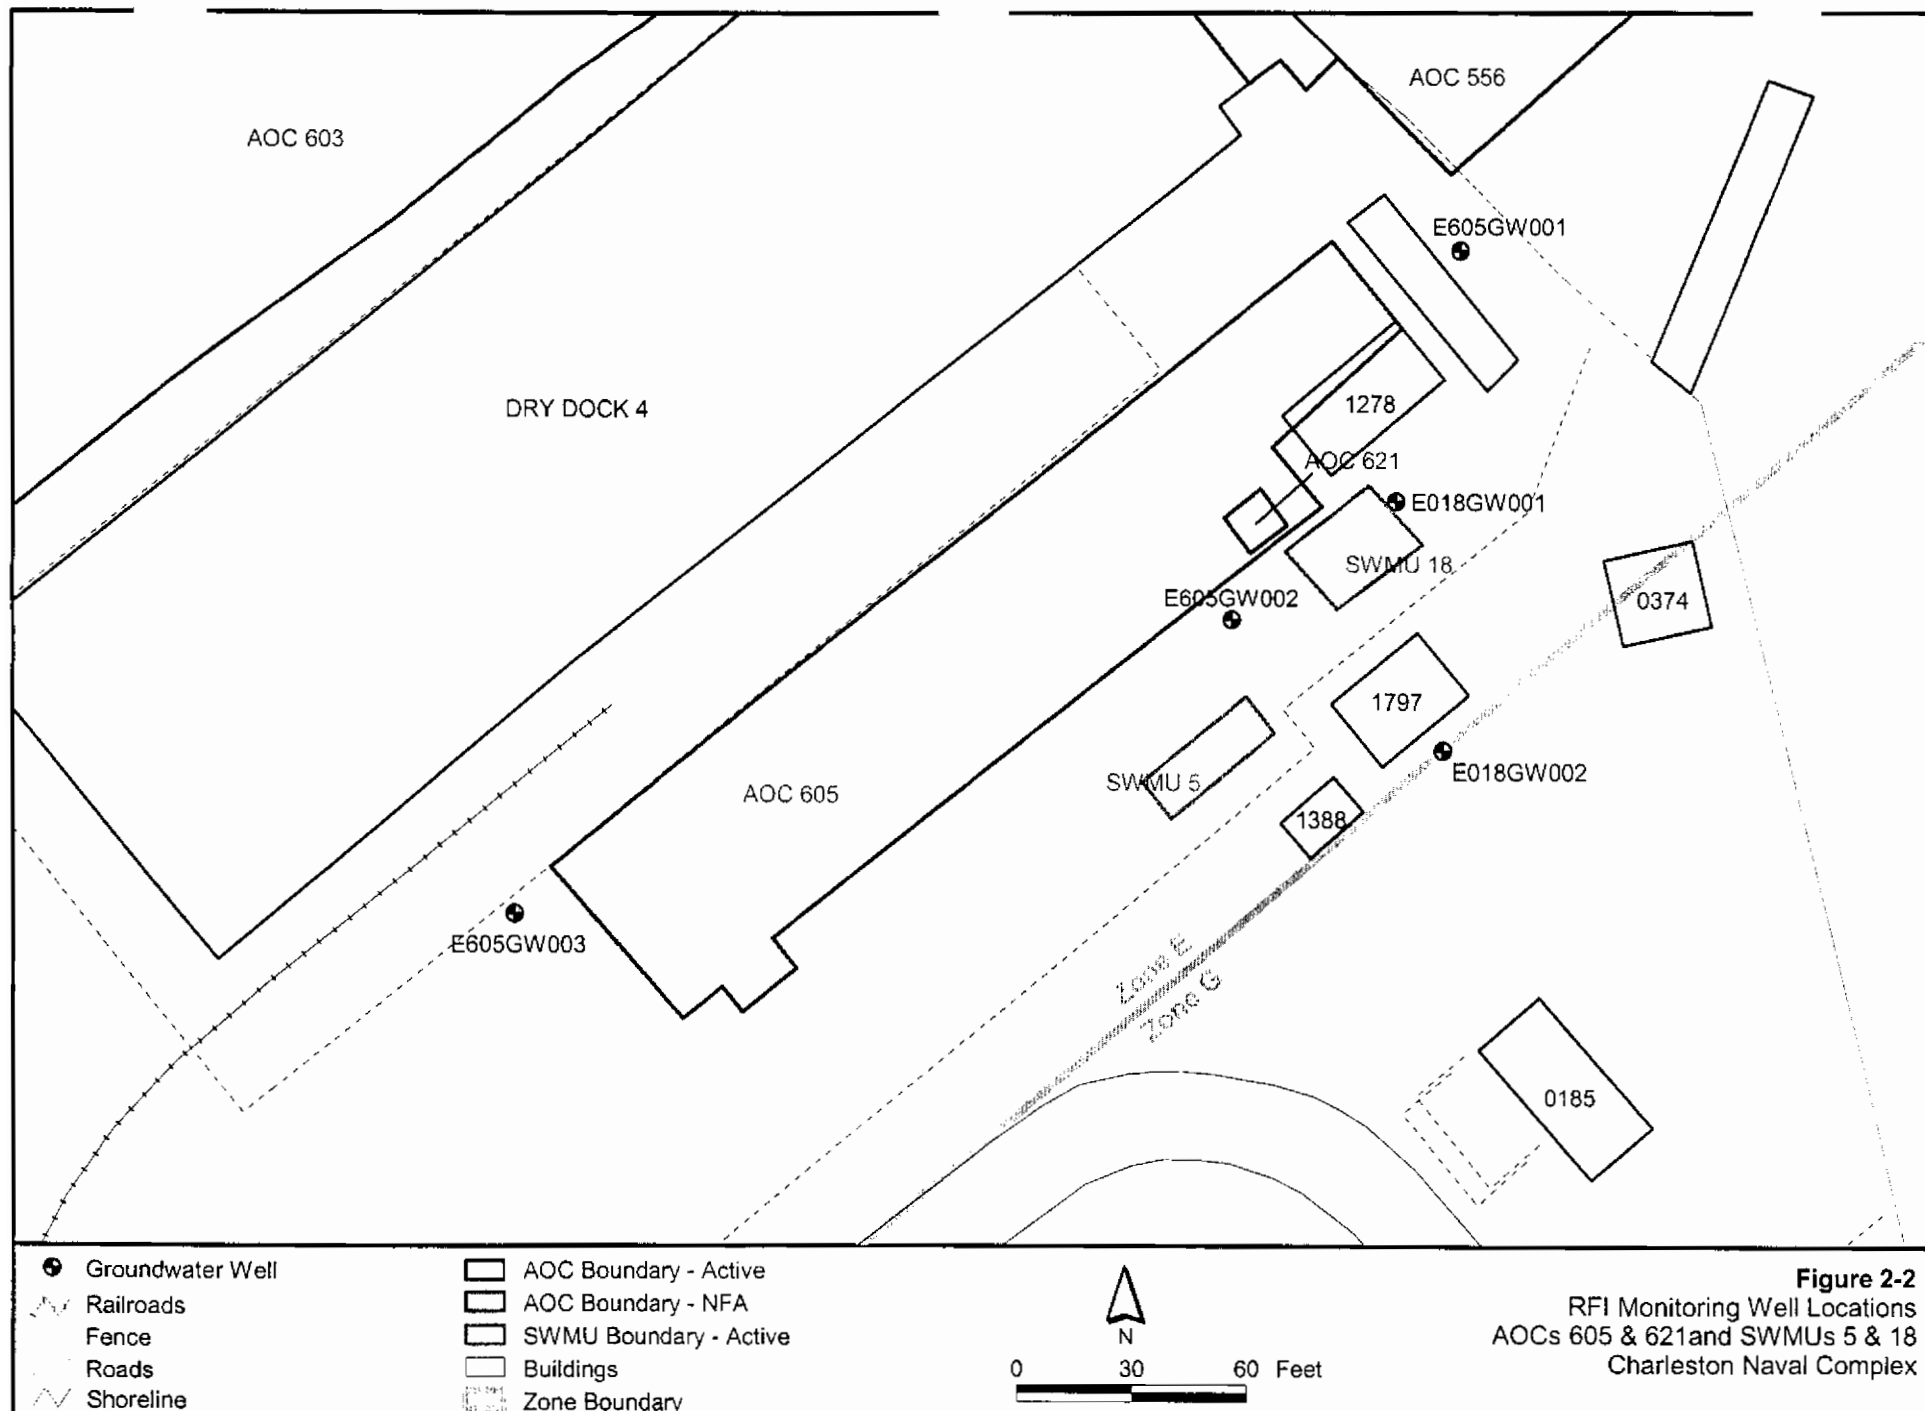 AOC 556
AOC 603
E605GW001
DRY DOCK 4
1278
AOC 621
E018GW001
SWMU 18
E605GW002
0374
1797
E018GW002
SWMU 5
AOC 605
1388
E605GW003
Zone E
Zone G
0185
Groundwater Well
Railroads
Fence
Roads
Shoreline
AOC Boundary - Active
AOC Boundary - NFA
SWMU Boundary - Active
Buildings
Zone Boundary
N
0 30 60 Feet
Figure 2-2
RFI Monitoring Well Locations
AOCs 605 & 621and SWMUs 5 & 18
Charleston Naval Complex